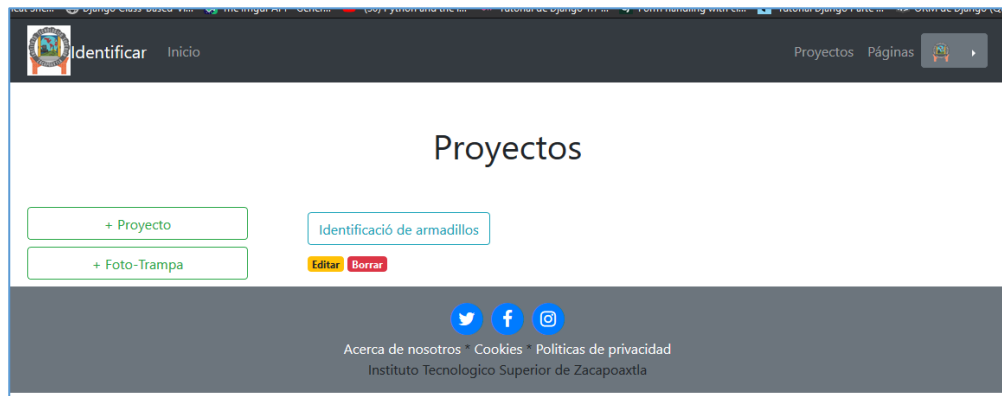 Identificar Inicio Proyectos Páginas
Proyectos
+ Proyecto Identificació de armadillos
+ Foto-Trampa Editar Borrar
Acerca de nosotros * Cookies * Politicas de privacidad
Instituto Tecnologico Superior de Zacapoaxtla